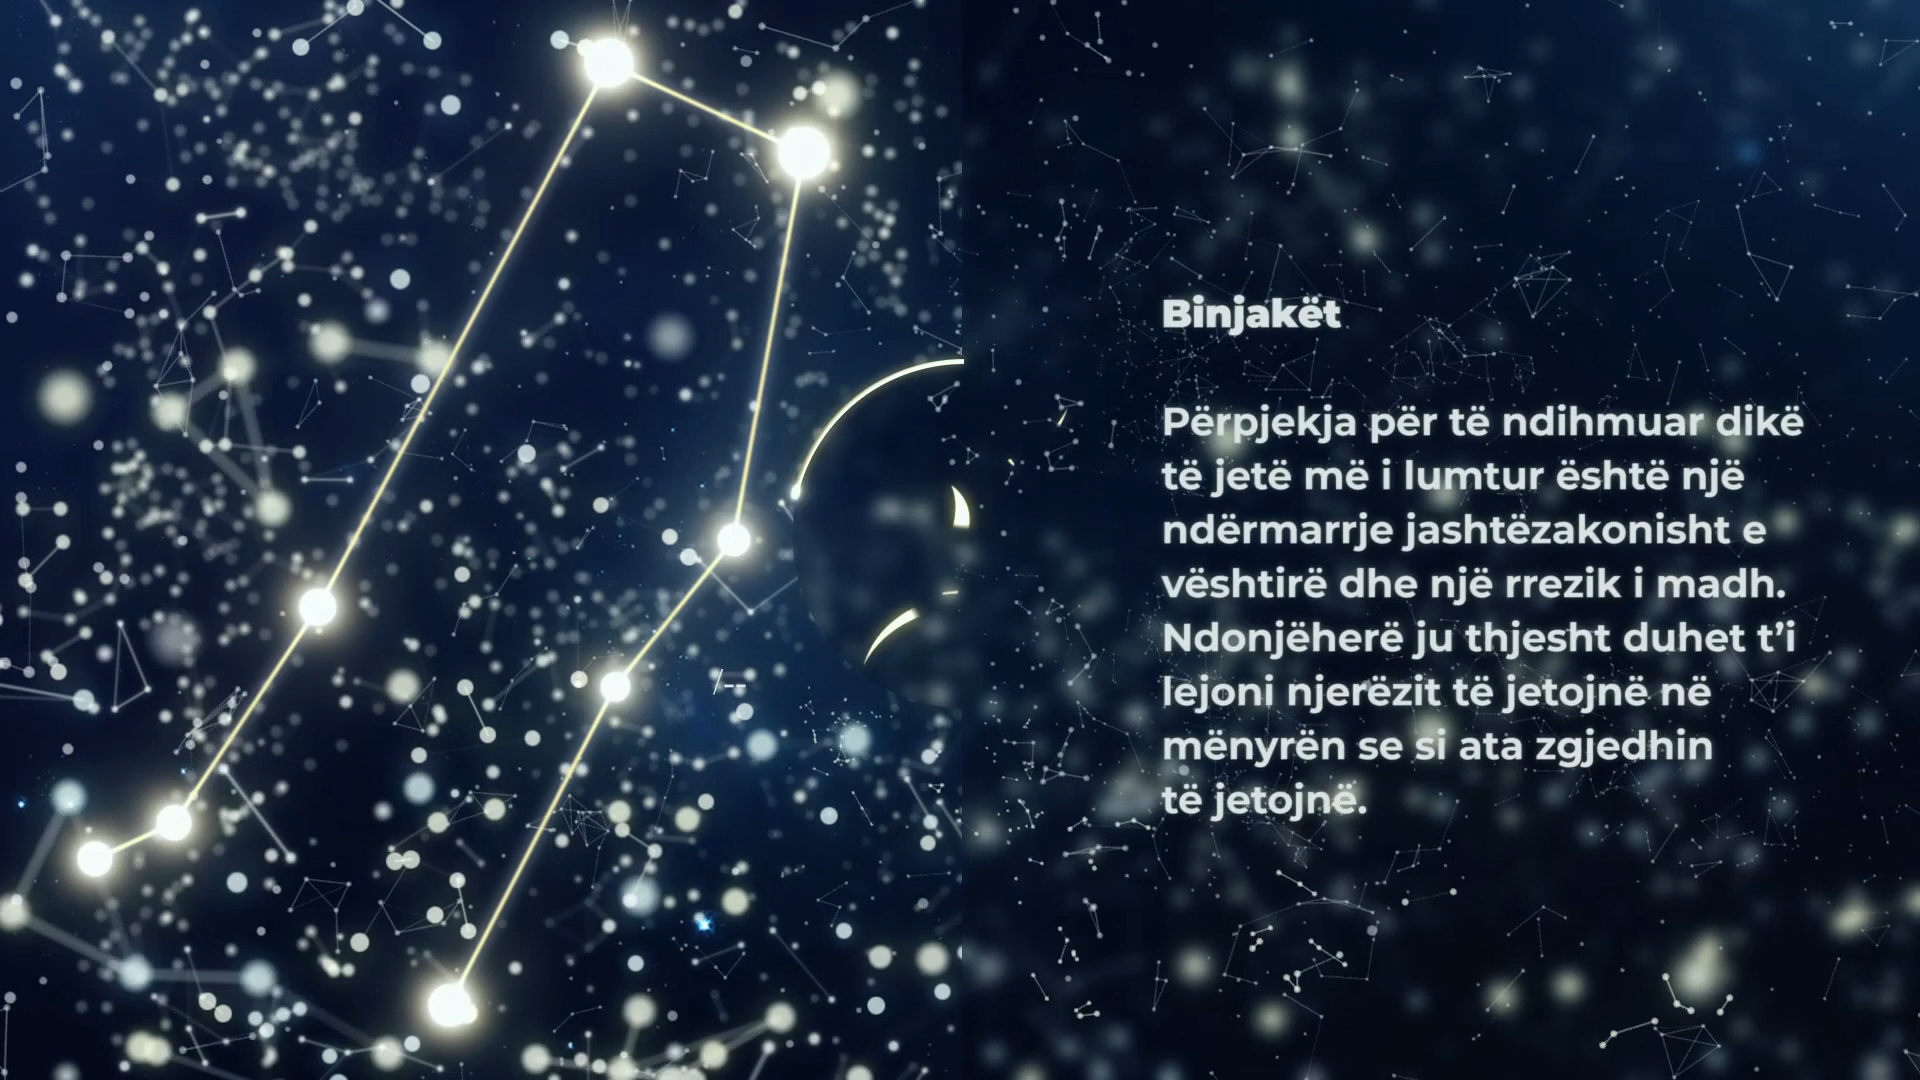 Binjakët
Përpjekja për të ndihmuar dikë
të jetë më i lumtur është një
ndërmarrje jashtëzakonisht e
vështirë dhe një rrezik i madh.
Ndonjëherë ju thjesht duhet t’i
lejoni njerëzit të jetojnë në
mënyrën se si ata zgjedhin
të jetojnë.